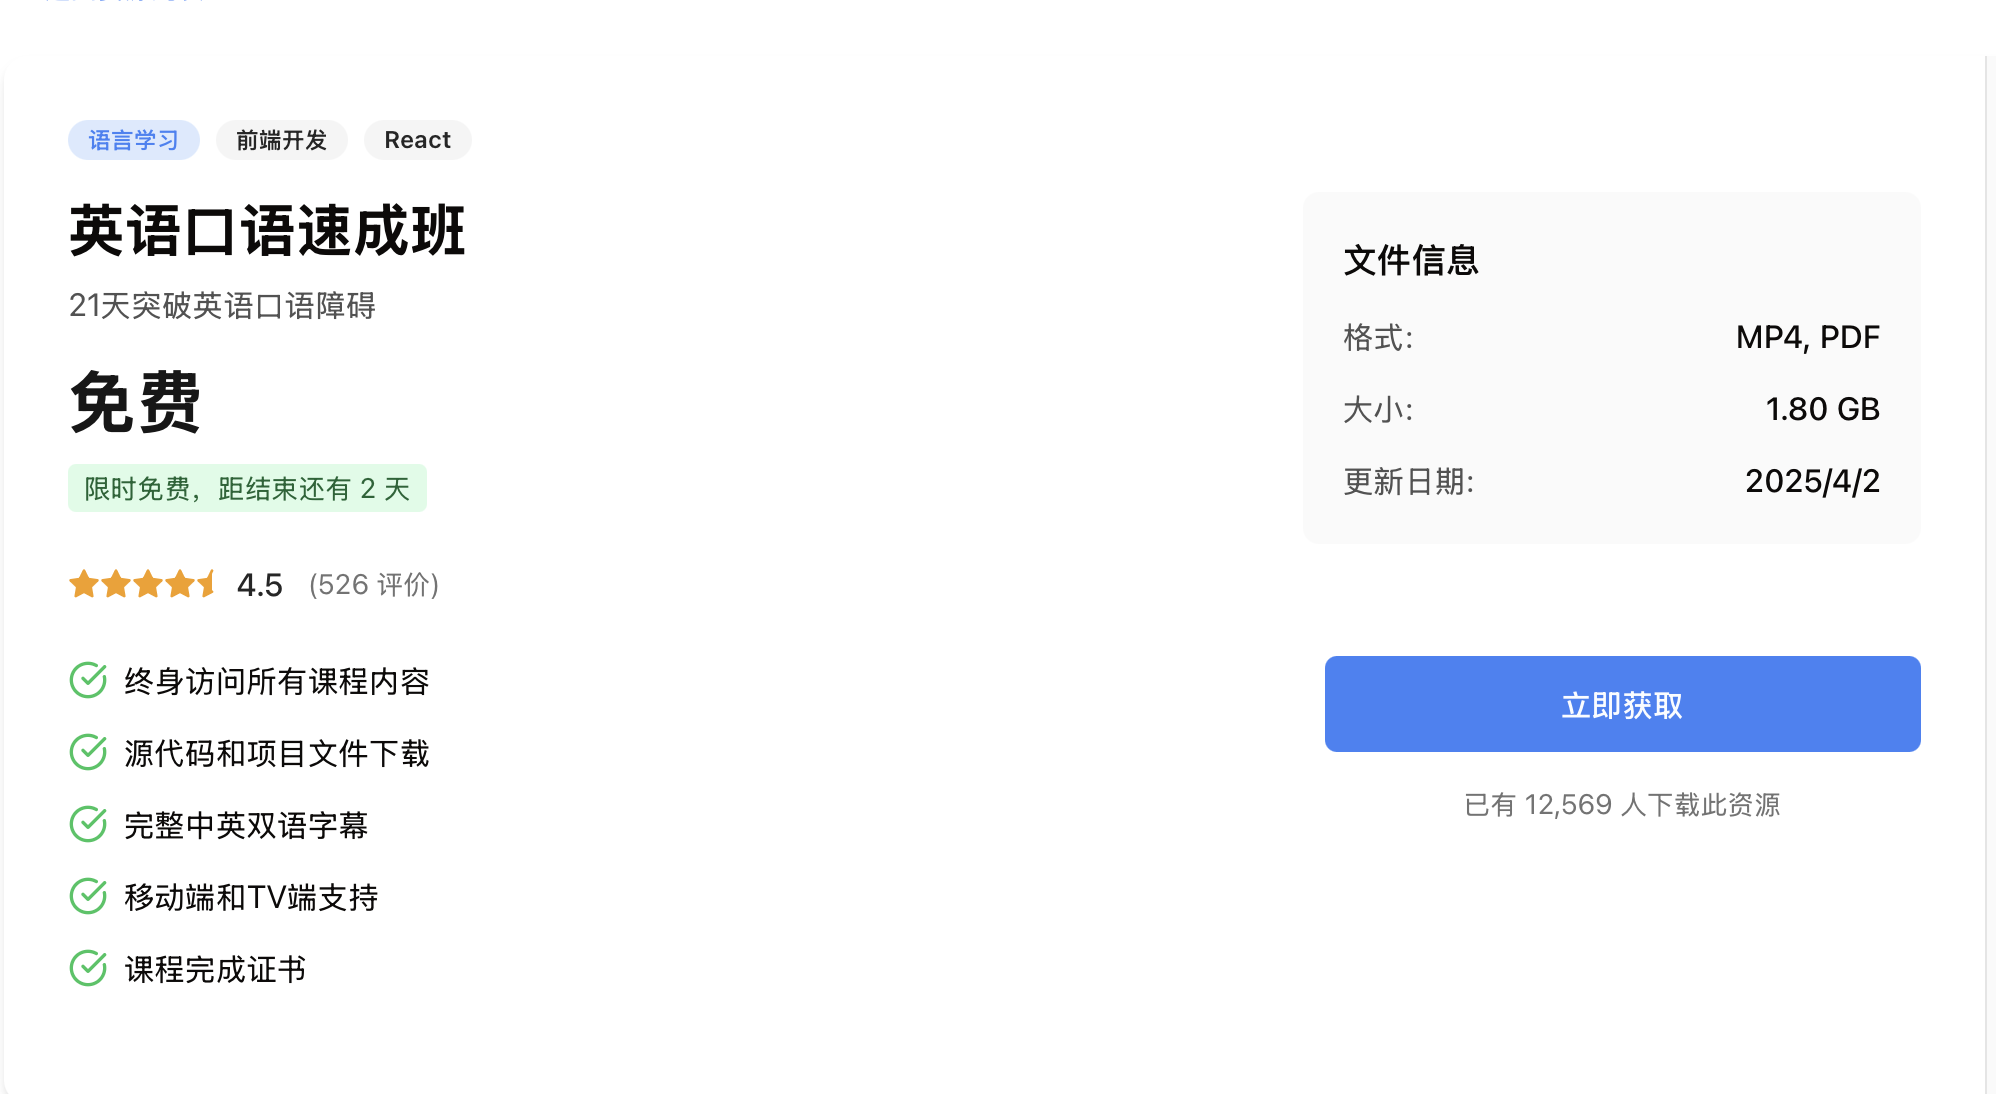 语言学习 前端开发 React
英语口语速成班
21天突破英语口语障碍
免费
限时免费，距结束还有 2 天
4.5 (526 评价)
终身访问所有课程内容
源代码和项目文件下载
完整中英双语字幕
移动端和TV端支持
课程完成证书
文件信息
格式: MP4, PDF
大小: 1.80 GB
更新日期: 2025/4/2
立即获取
已有 12,569 人下载此资源